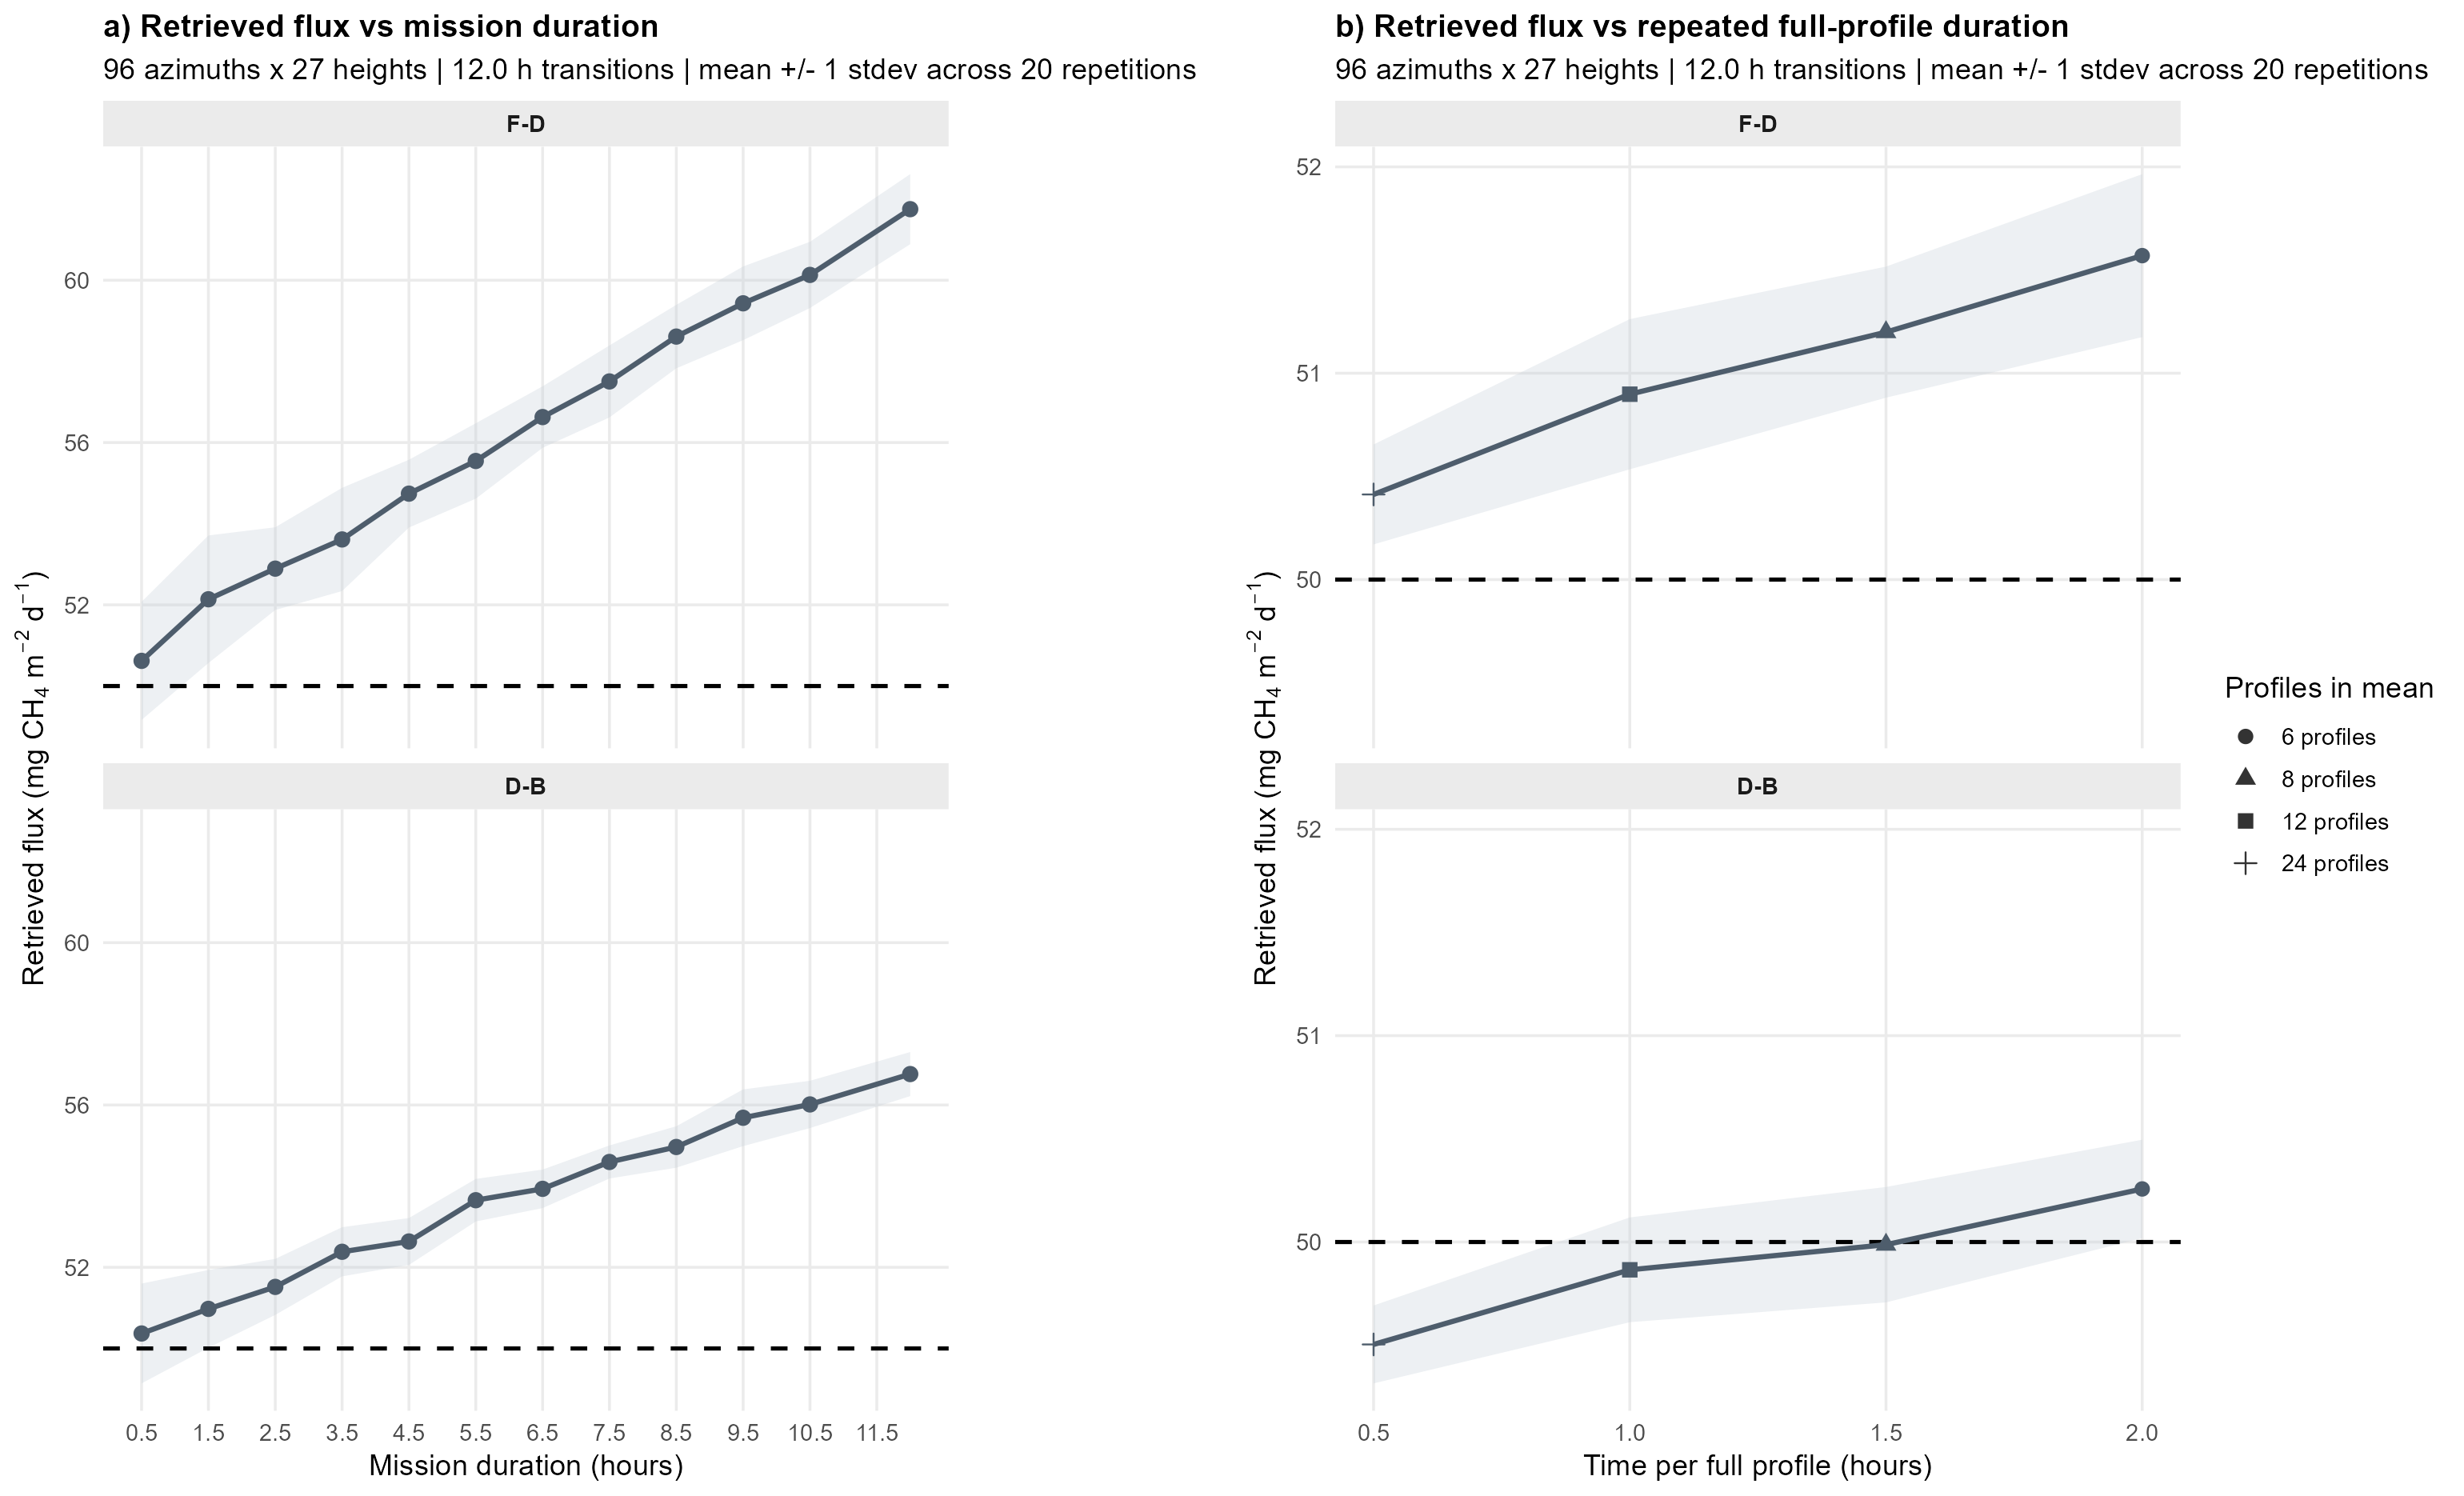 a) Retrieved flux vs mission duration
96 azimuths x 27 heights | 12.0 h transitions | mean +/- 1 stdev across 20 repetitions
F-D
60
56
52
D-B
60
56
52
0.5 1.5 2.5 3.5 4.5 5.5 6.5 7.5 8.5 9.5 10.5 11.5
Mission duration (hours)
Retrieved flux (mg CH₄ m⁻² d⁻¹)
b) Retrieved flux vs repeated full-profile duration
96 azimuths x 27 heights | 12.0 h transitions | mean +/- 1 stdev across 20 repetitions
F-D
52
51
50
D-B
52
51
50
0.5 1.0 1.5 2.0
Time per full profile (hours)
Retrieved flux (mg CH₄ m⁻² d⁻¹)
Profiles in mean
6 profiles
8 profiles
12 profiles
24 profiles